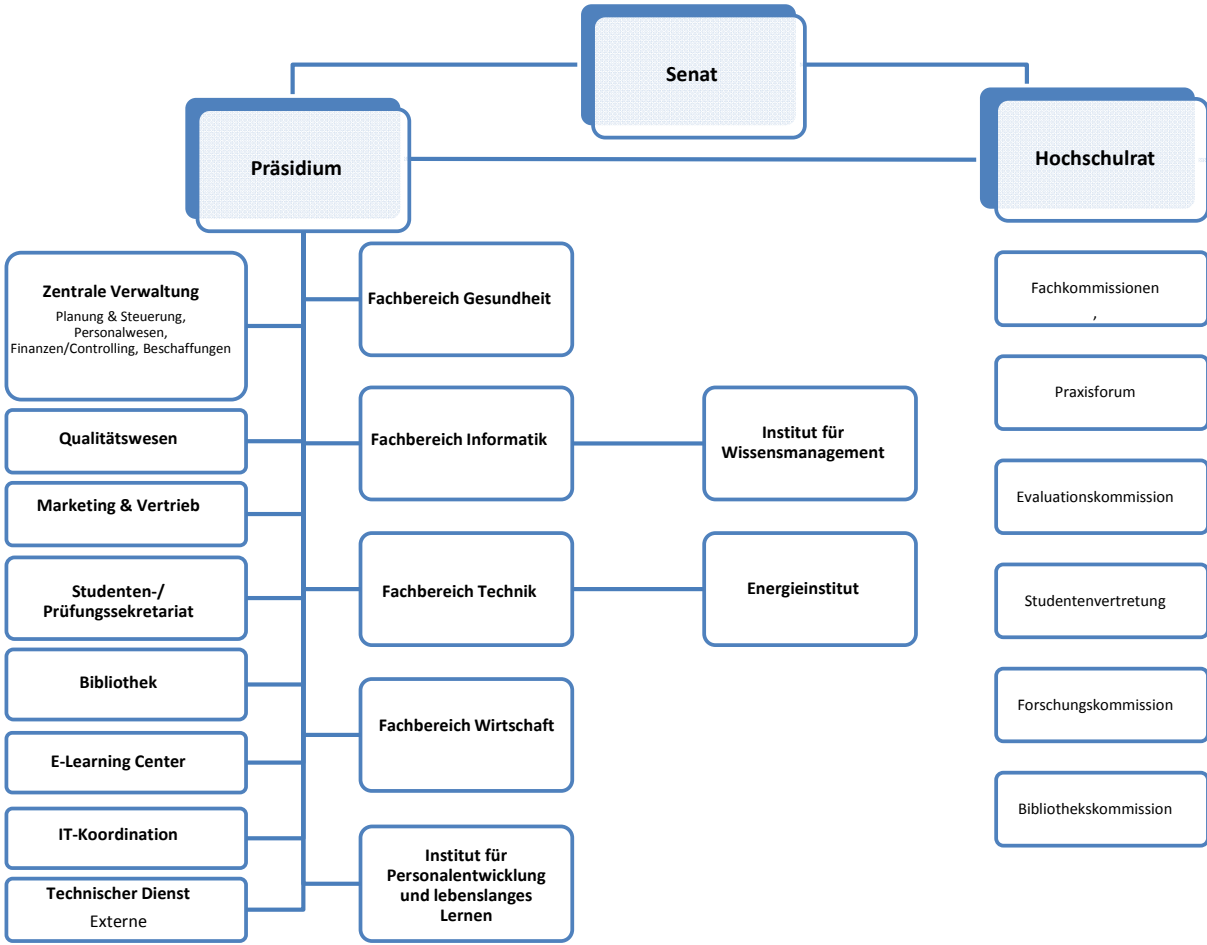 Senat
Präsidium
Hochschulrat
Zentrale Verwaltung
Planung & Steuerung,
Personalwesen,
Finanzen/Controlling, Beschaffungen
Qualitätswesen
Marketing & Vertrieb
Studenten-/
Prüfungssekretariat
Bibliothek
E-Learning Center
IT-Koordination
Technischer Dienst
Externe
Fachbereich Gesundheit
Fachbereich Informatik
Fachbereich Technik
Fachbereich Wirtschaft
Institut für
Personalentwicklung
und lebenslanges
Lernen
Institut für
Wissensmanagement
Energieinstitut
Fachkommissionen
,
Praxisforum
Evaluationskommission
Studentenvertretung
Forschungskommission
Bibliothekskommission